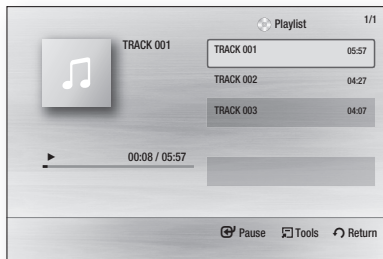 Playlist 1/1
TRACK 001
TRACK 001 05:57
TRACK 002 04:27
TRACK 003 04:07
00:08 / 05:57
Pause Tools Return